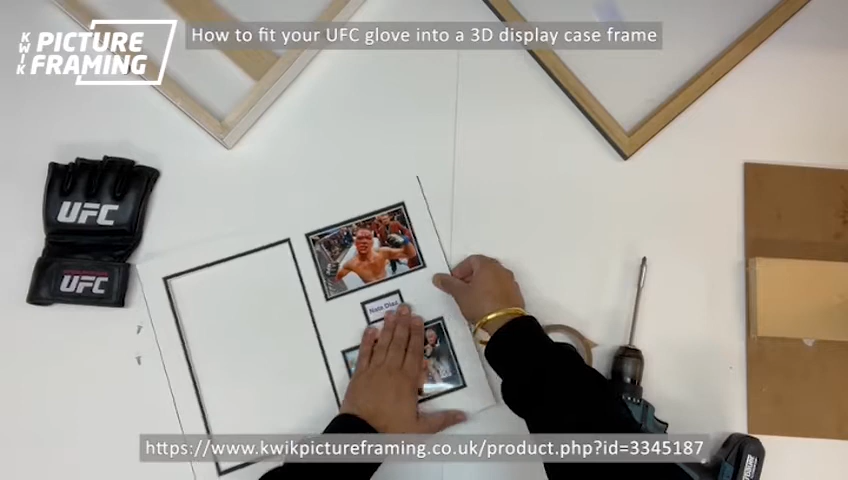 KWIK
PICTURE
FRAMING
How to fit your UFC glove into a 3D display case frame
UFC
UFC
Nate Diaz
https://www.kwikpictureframing.co.uk/product.php?id=3345187